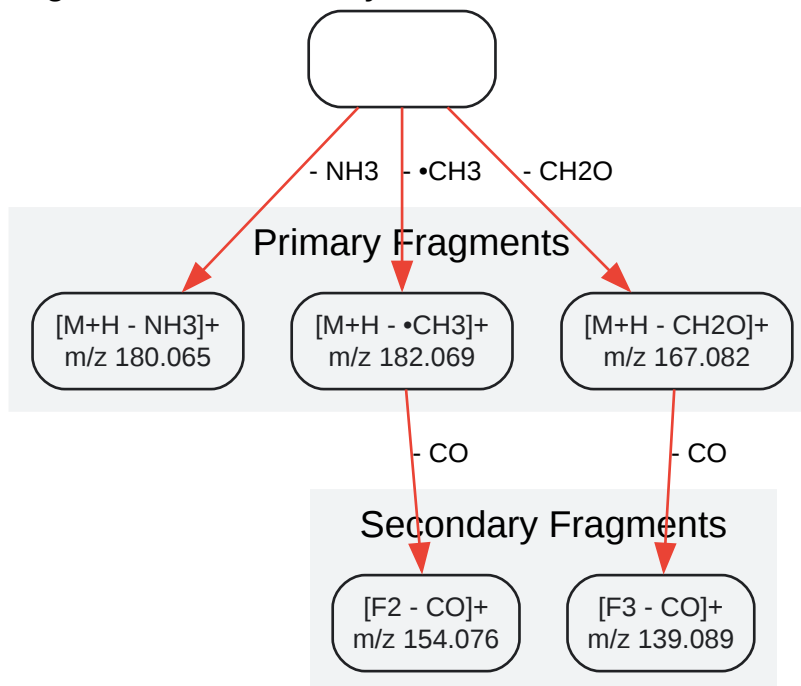 - NH3
- •CH3
- CH2O
Primary Fragments
[M+H - NH3]+
m/z 180.065
[M+H - •CH3]+
m/z 182.069
[M+H - CH2O]+
m/z 167.082
- CO
- CO
Secondary Fragments
[F2 - CO]+
m/z 154.076
[F3 - CO]+
m/z 139.089